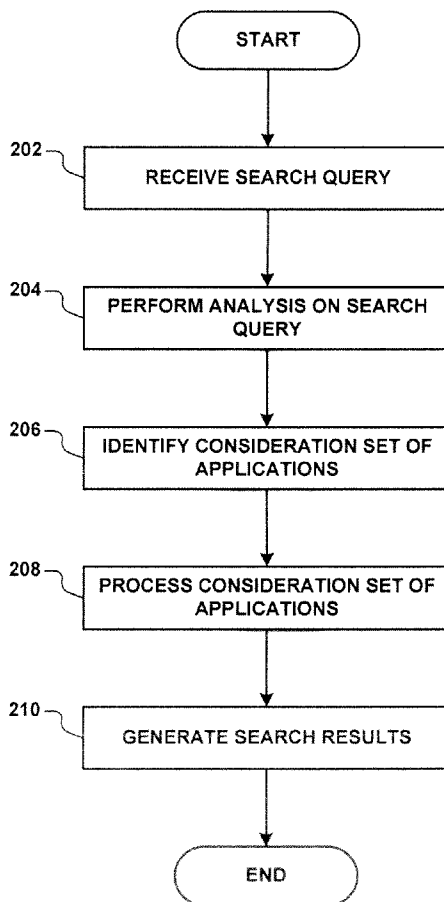 START
202
RECEIVE SEARCH QUERY
204
PERFORM ANALYSIS ON SEARCH
QUERY
206
IDENTIFY CONSIDERATION SET OF
APPLICATIONS
208
PROCESS CONSIDERATION SET OF
APPLICATIONS
210
GENERATE SEARCH RESULTS
END